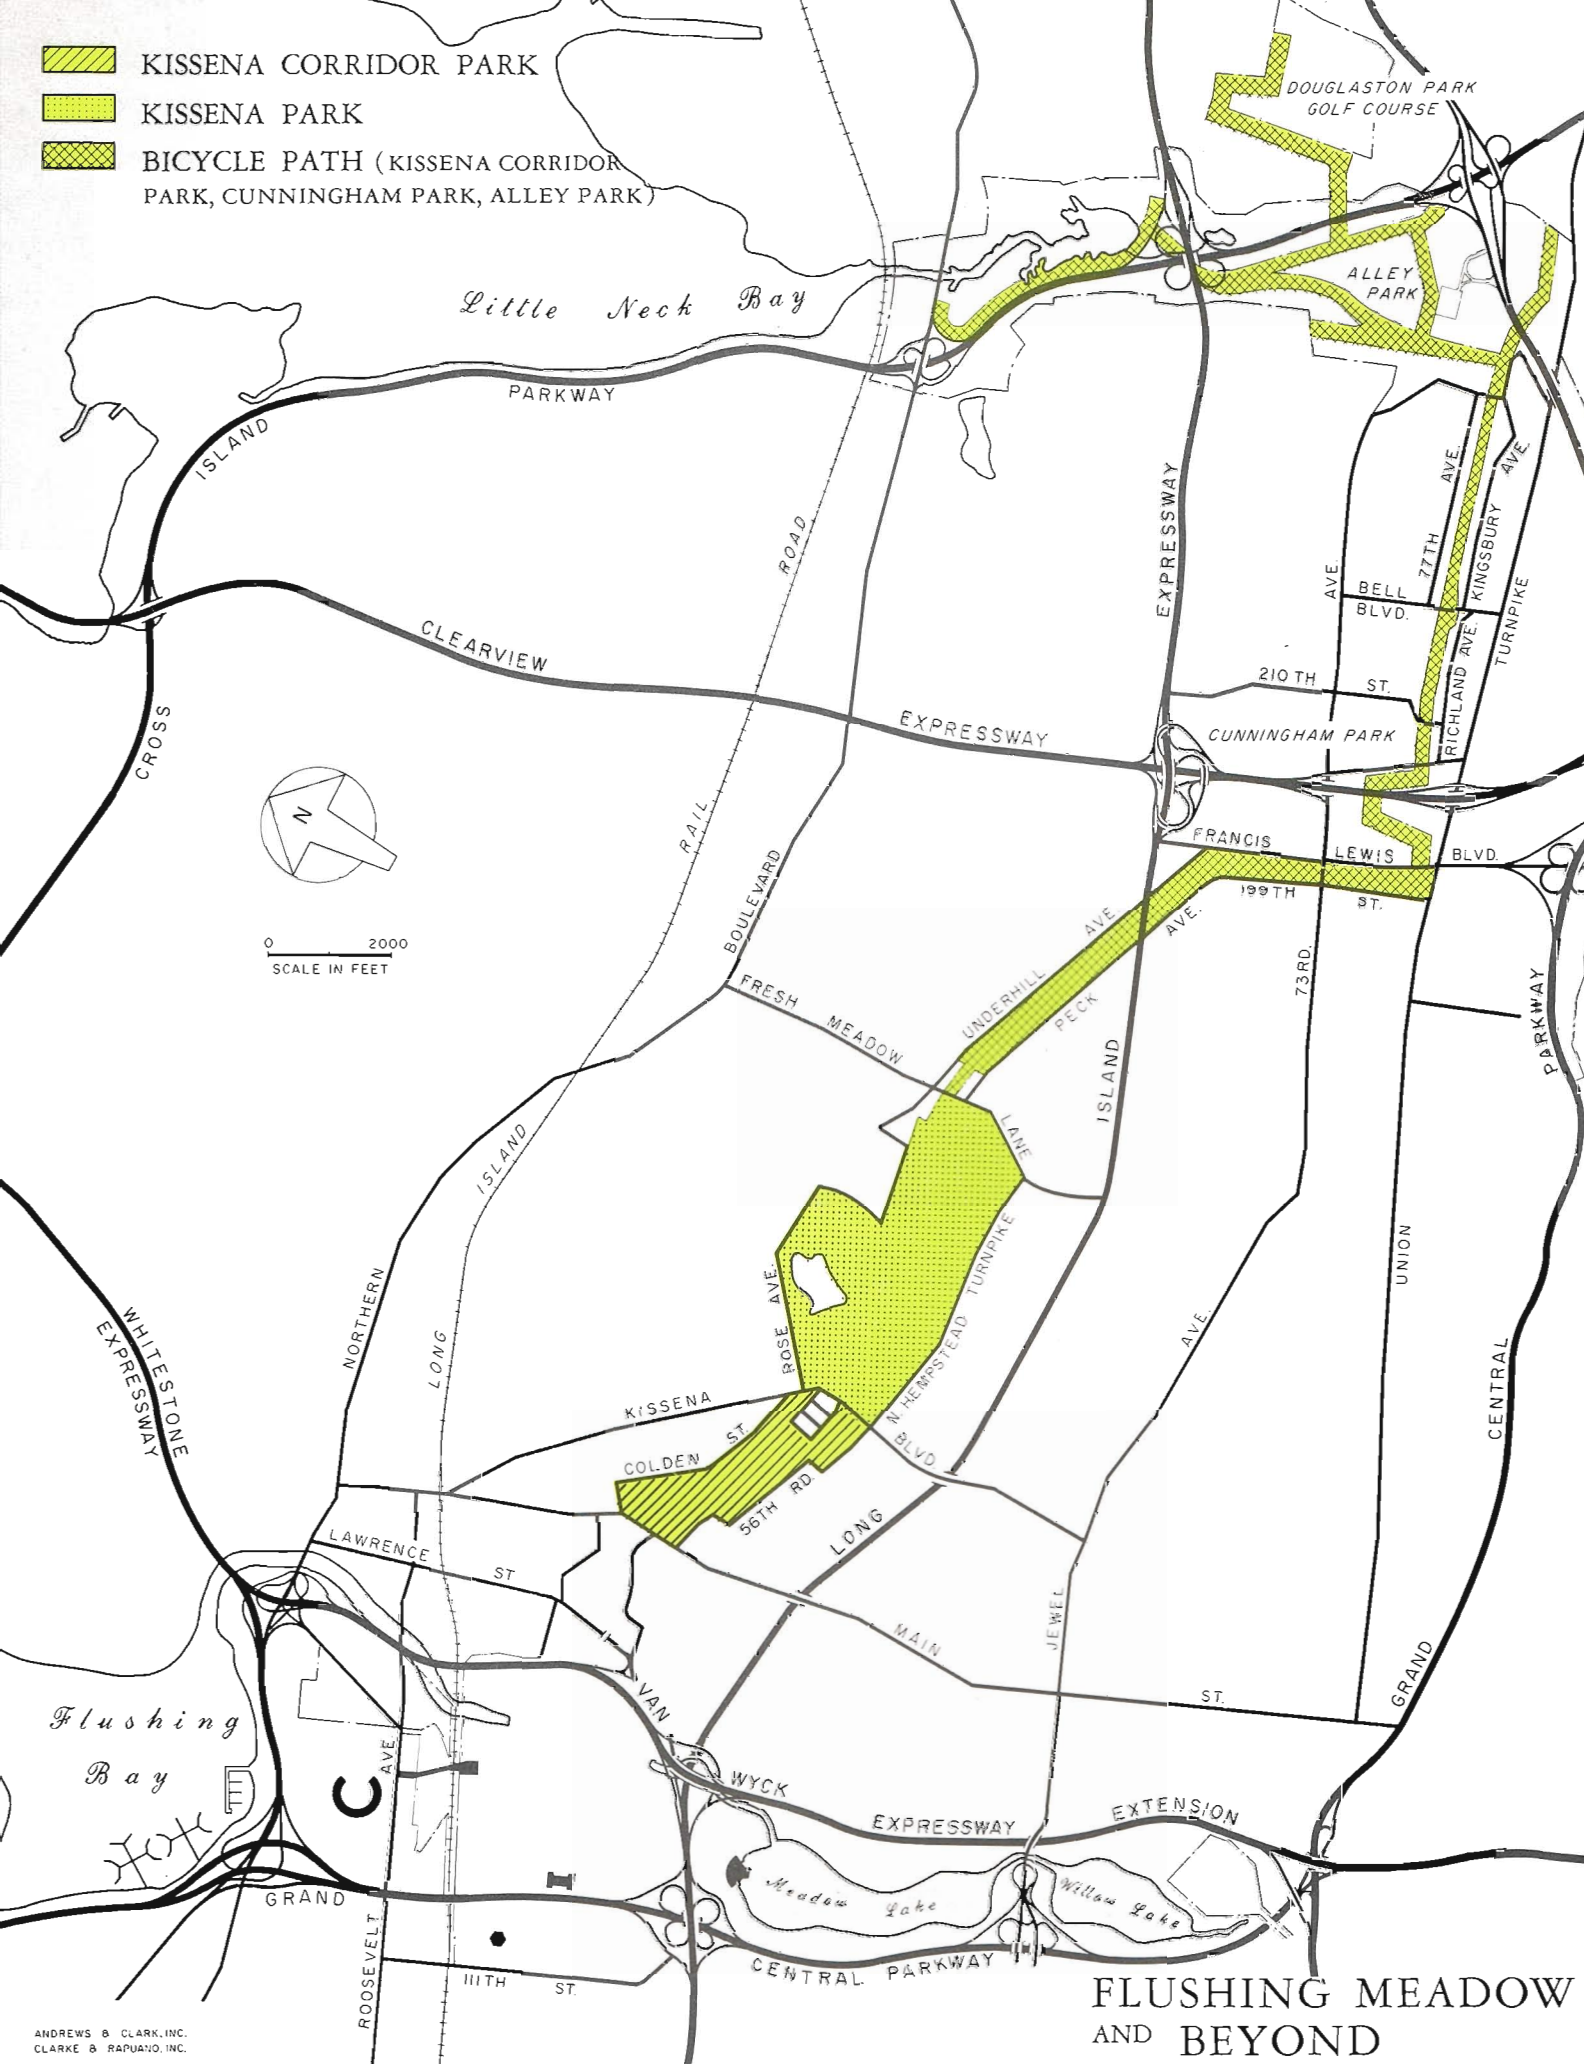 KISSENA CORRIDOR PARK
KISSENA PARK
BICYCLE PATH (KISSENA CORRIDOR
PARK, CUNNINGHAM PARK, ALLEY PARK)
DOUGLASTON PARK
GOLF COURSE
ALLEY
PARK
Little Neck Bay
PARKWAY
ISLAND
CROSS
CLEARVIEW
EXPRESSWAY
EXPRESSWAY
ROAD
RAIL
ISLAND
LONG
AVE.
77TH
AVE.
KINGSBURY
AVE.
BELL
BLVD.
TURNPIKE
RICHLAND AVE.
210TH ST.
CUNNINGHAM PARK
FRANCIS LEWIS BLVD.
199TH ST.
N
0 2000
SCALE IN FEET
BOULEVARD
NORTHERN
FRESH MEADOW
LANE
UNDERHILL AVE.
PECK AVE.
73RD.
PARKWAY
ISLAND
UNION
AVE.
CENTRAL
ROSE AVE.
N. HEMPSTEAD TURNPIKE
WHITESTONE
EXPRESSWAY
KISSENA
BLVD.
COLDEN ST.
56TH RD.
LONG
LAWRENCE ST
MAIN
ST.
JEWEL
GRAND
VAN
WYCK
EXPRESSWAY
EXTENSION
Flushing
Bay
AVE.
ROOSEVELT
GRAND
Meadow Lake
Willow Lake
CENTRAL PARKWAY
111TH ST.
FLUSHING MEADOW
AND BEYOND
ANDREWS & CLARK, INC.
CLARKE & RAPUANO, INC.